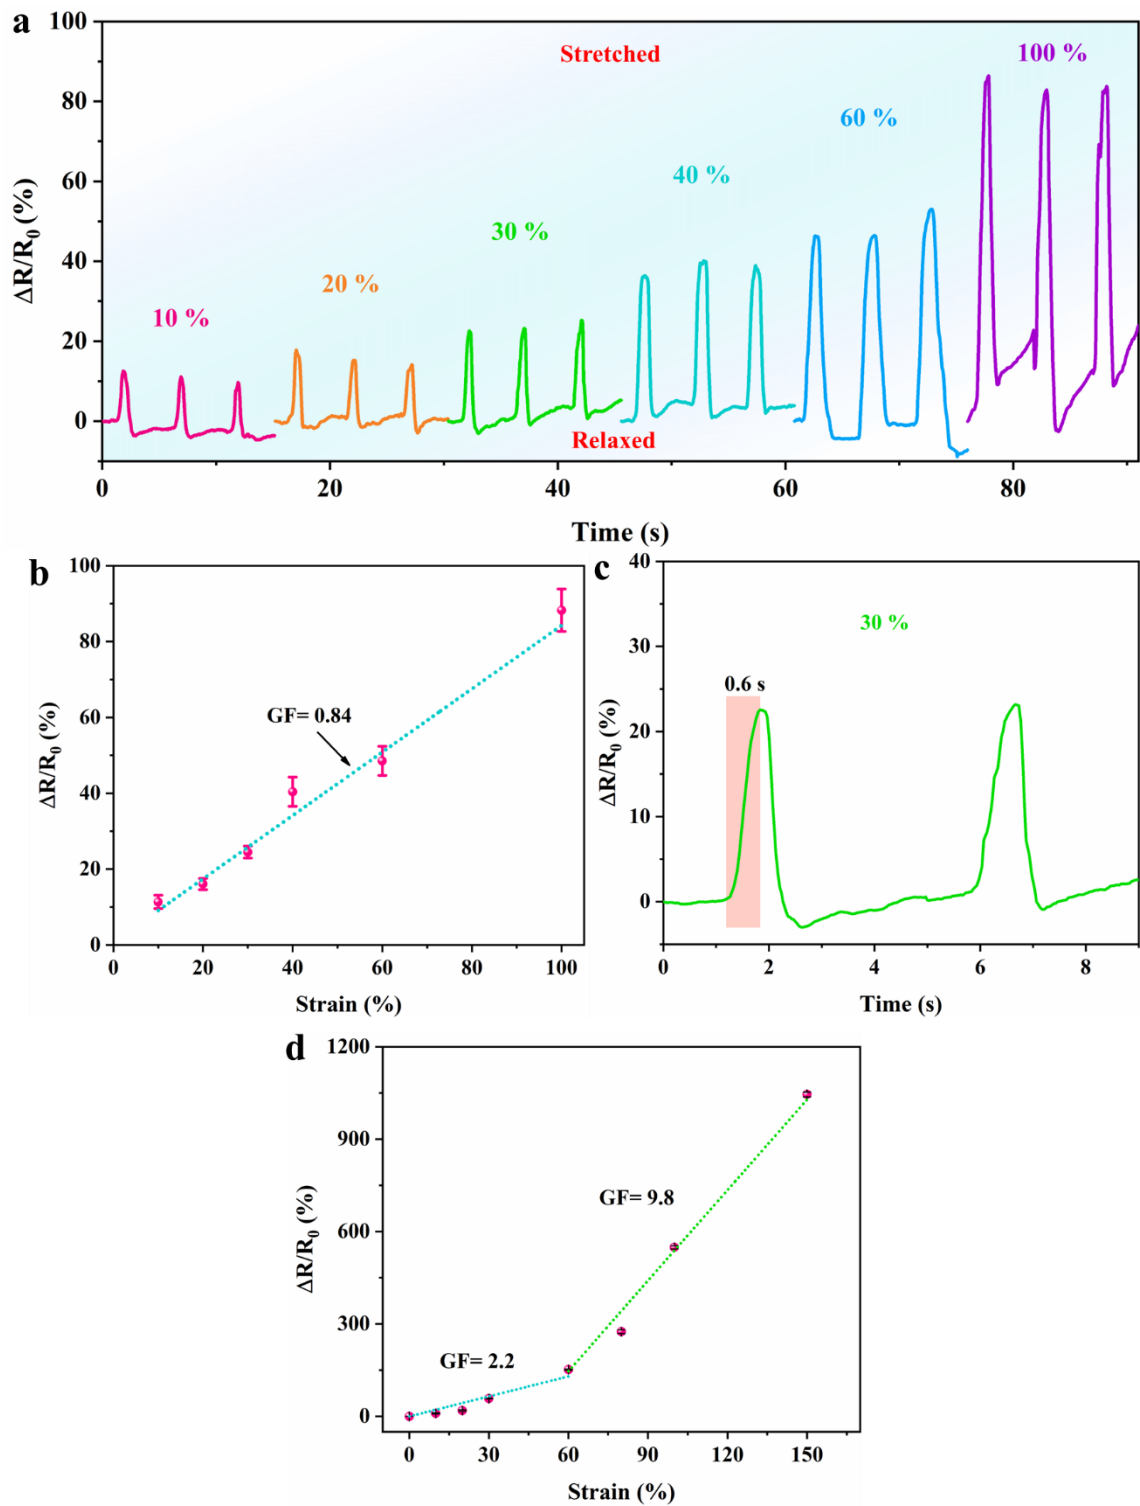 a
100
80
60
40
20
0
ΔR/R0 (%)
Stretched
10 %
20 %
30 %
40 %
60 %
100 %
Relaxed
0 20 40 60 80
Time (s)
b
100
80
60
40
20
0
ΔR/R0 (%)
GF= 0.84
0 20 40 60 80 100
Strain (%)
c
40
30
20
10
0
ΔR/R0 (%)
30 %
0.6 s
0 2 4 6 8
Time (s)
d
1200
900
600
300
0
ΔR/R0 (%)
GF= 9.8
GF= 2.2
0 30 60 90 120 150
Strain (%)